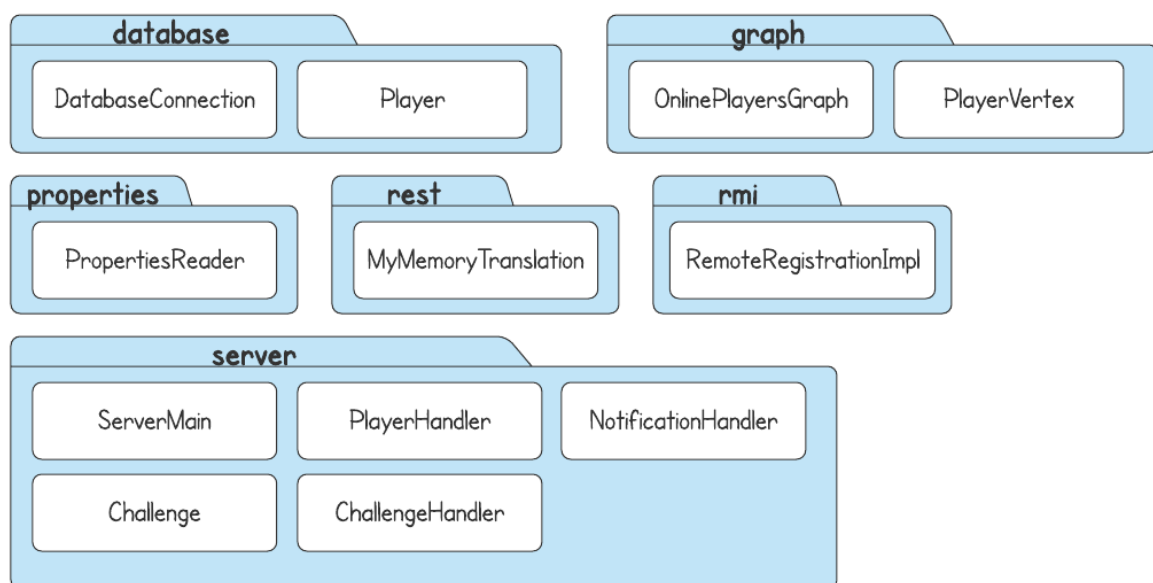 database
DatabaseConnection
Player
graph
OnlinePlayersGraph
PlayerVertex
properties
PropertiesReader
rest
MyMemoryTranslation
rmi
RemoteRegistrationImpl
server
ServerMain
PlayerHandler
NotificationHandler
Challenge
ChallengeHandler